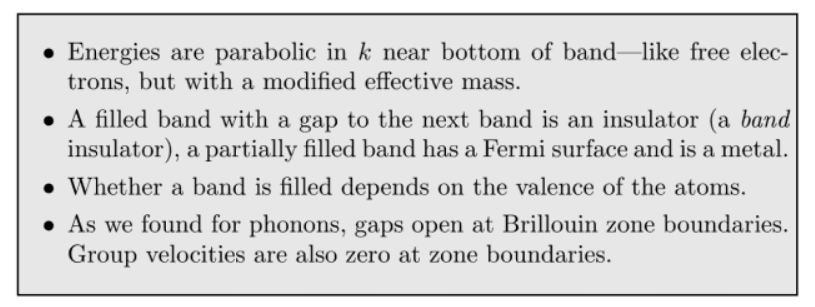 • Energies are parabolic in k near bottom of band—like free elec-
trons, but with a modified effective mass.
• A filled band with a gap to the next band is an insulator (a band
insulator), a partially filled band has a Fermi surface and is a metal.
• Whether a band is filled depends on the valence of the atoms.
• As we found for phonons, gaps open at Brillouin zone boundaries.
Group velocities are also zero at zone boundaries.